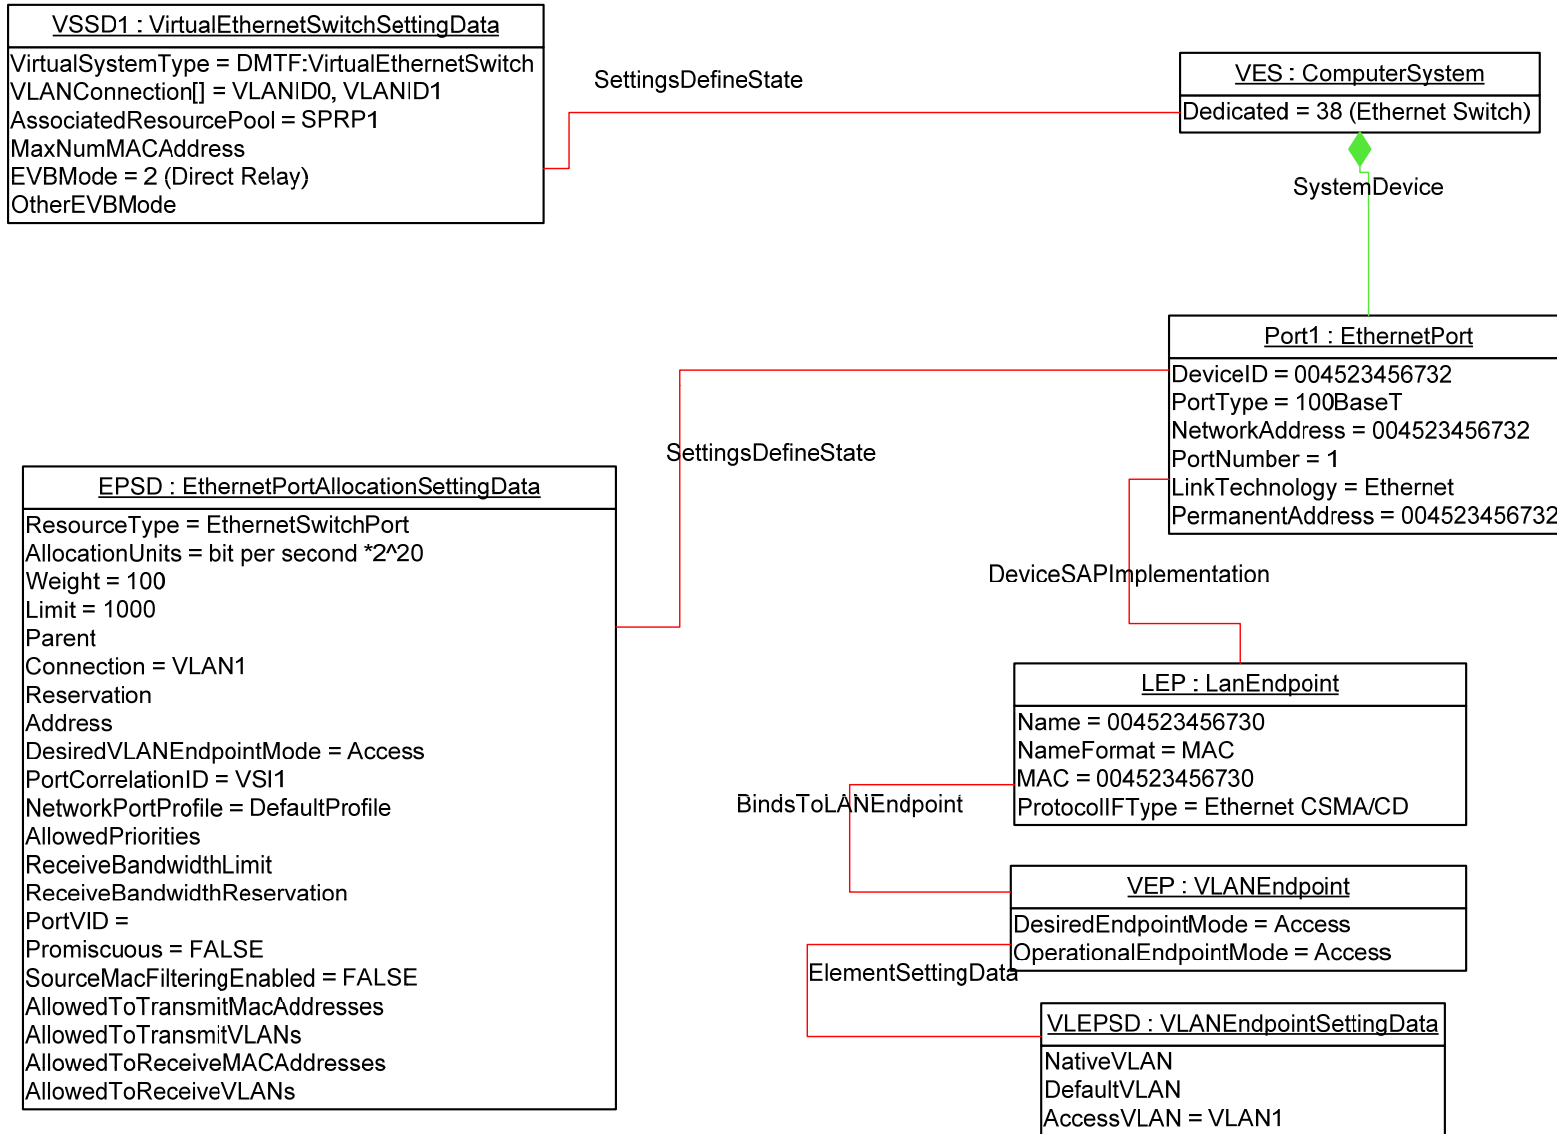 VSSD1 : VirtualEthernetSwitchSettingData
VirtualSystemType = DMTF:VirtualEthernetSwitch
VLANConnection[] = VLANID0, VLANID1
AssociatedResourcePool = SPRP1
MaxNumMACAddress
EVBMode = 2 (Direct Relay)
OtherEVBMode
SettingsDefineState
VES : ComputerSystem
Dedicated = 38 (Ethernet Switch)
SystemDevice
Port1 : EthernetPort
DeviceID = 004523456732
PortType = 100BaseT
NetworkAddress = 004523456732
PortNumber = 1
LinkTechnology = Ethernet
PermanentAddress = 004523456732
SettingsDefineState
EPSD : EthernetPortAllocationSettingData
ResourceType = EthernetSwitchPort
AllocationUnits = bit per second *2^20
Weight = 100
Limit = 1000
Parent
Connection = VLAN1
Reservation
Address
DesiredVLANEndpointMode = Access
PortCorrelationID = VSI1
NetworkPortProfile = DefaultProfile
AllowedPriorities
ReceiveBandwidthLimit
ReceiveBandwidthReservation
PortVID =
Promiscuous = FALSE
SourceMacFilteringEnabled = FALSE
AllowedToTransmitMacAddresses
AllowedToTransmitVLANs
AllowedToReceiveMACAddresses
AllowedToReceiveVLANs
DeviceSAPImplementation
LEP : LanEndpoint
Name = 004523456730
NameFormat = MAC
MAC = 004523456730
ProtocolIFType = Ethernet CSMA/CD
BindsToLANEndpoint
VEP : VLANEndpoint
DesiredEndpointMode = Access
OperationalEndpointMode = Access
ElementSettingData
VLEPSD : VLANEndpointSettingData
NativeVLAN
DefaultVLAN
AccessVLAN = VLAN1